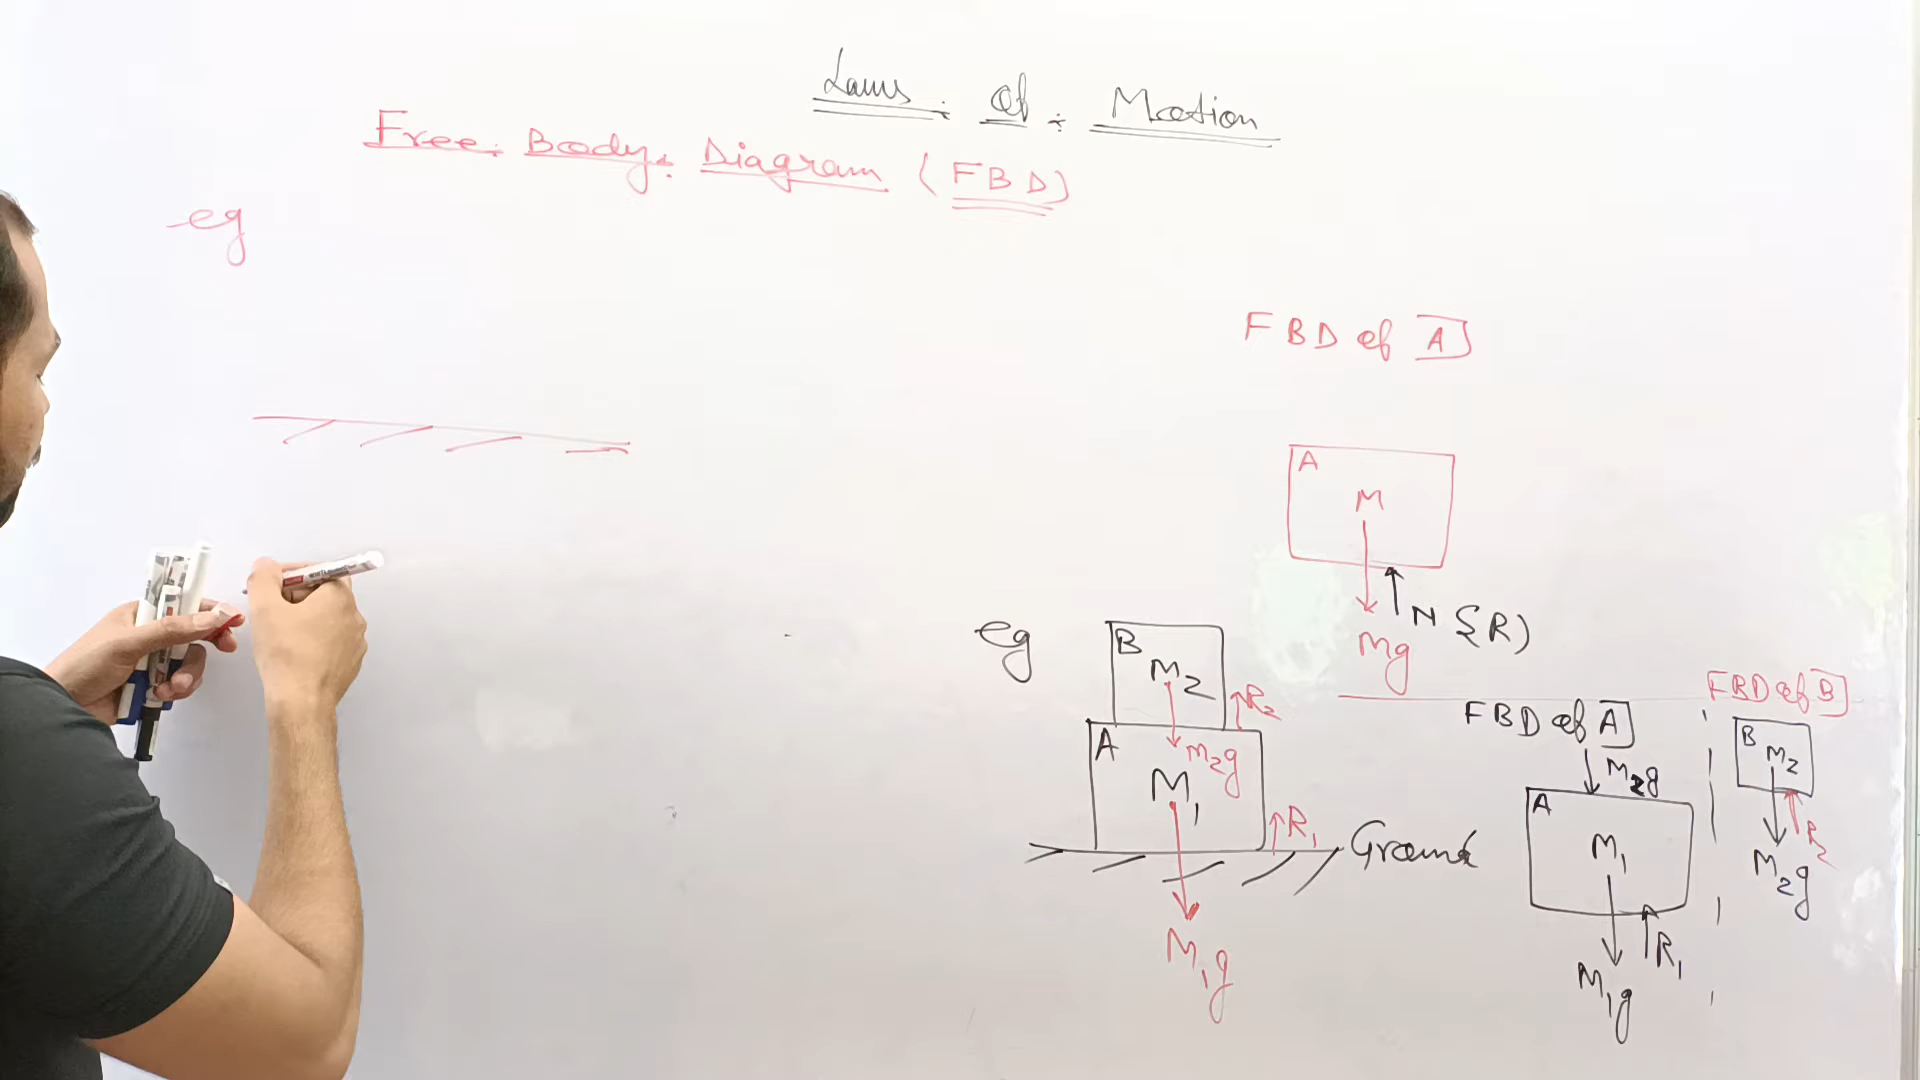 Laws of Motion
Free Body Diagram (FBD)
eg
FBD of A
A
M
N {R)
Mg
eg
B
M2
R2
A
M2g
M1
R1
Ground
M1g
FBD of A
M2g
A
M1
R1
M1g
FBD of B
B
M2
R2
M2g